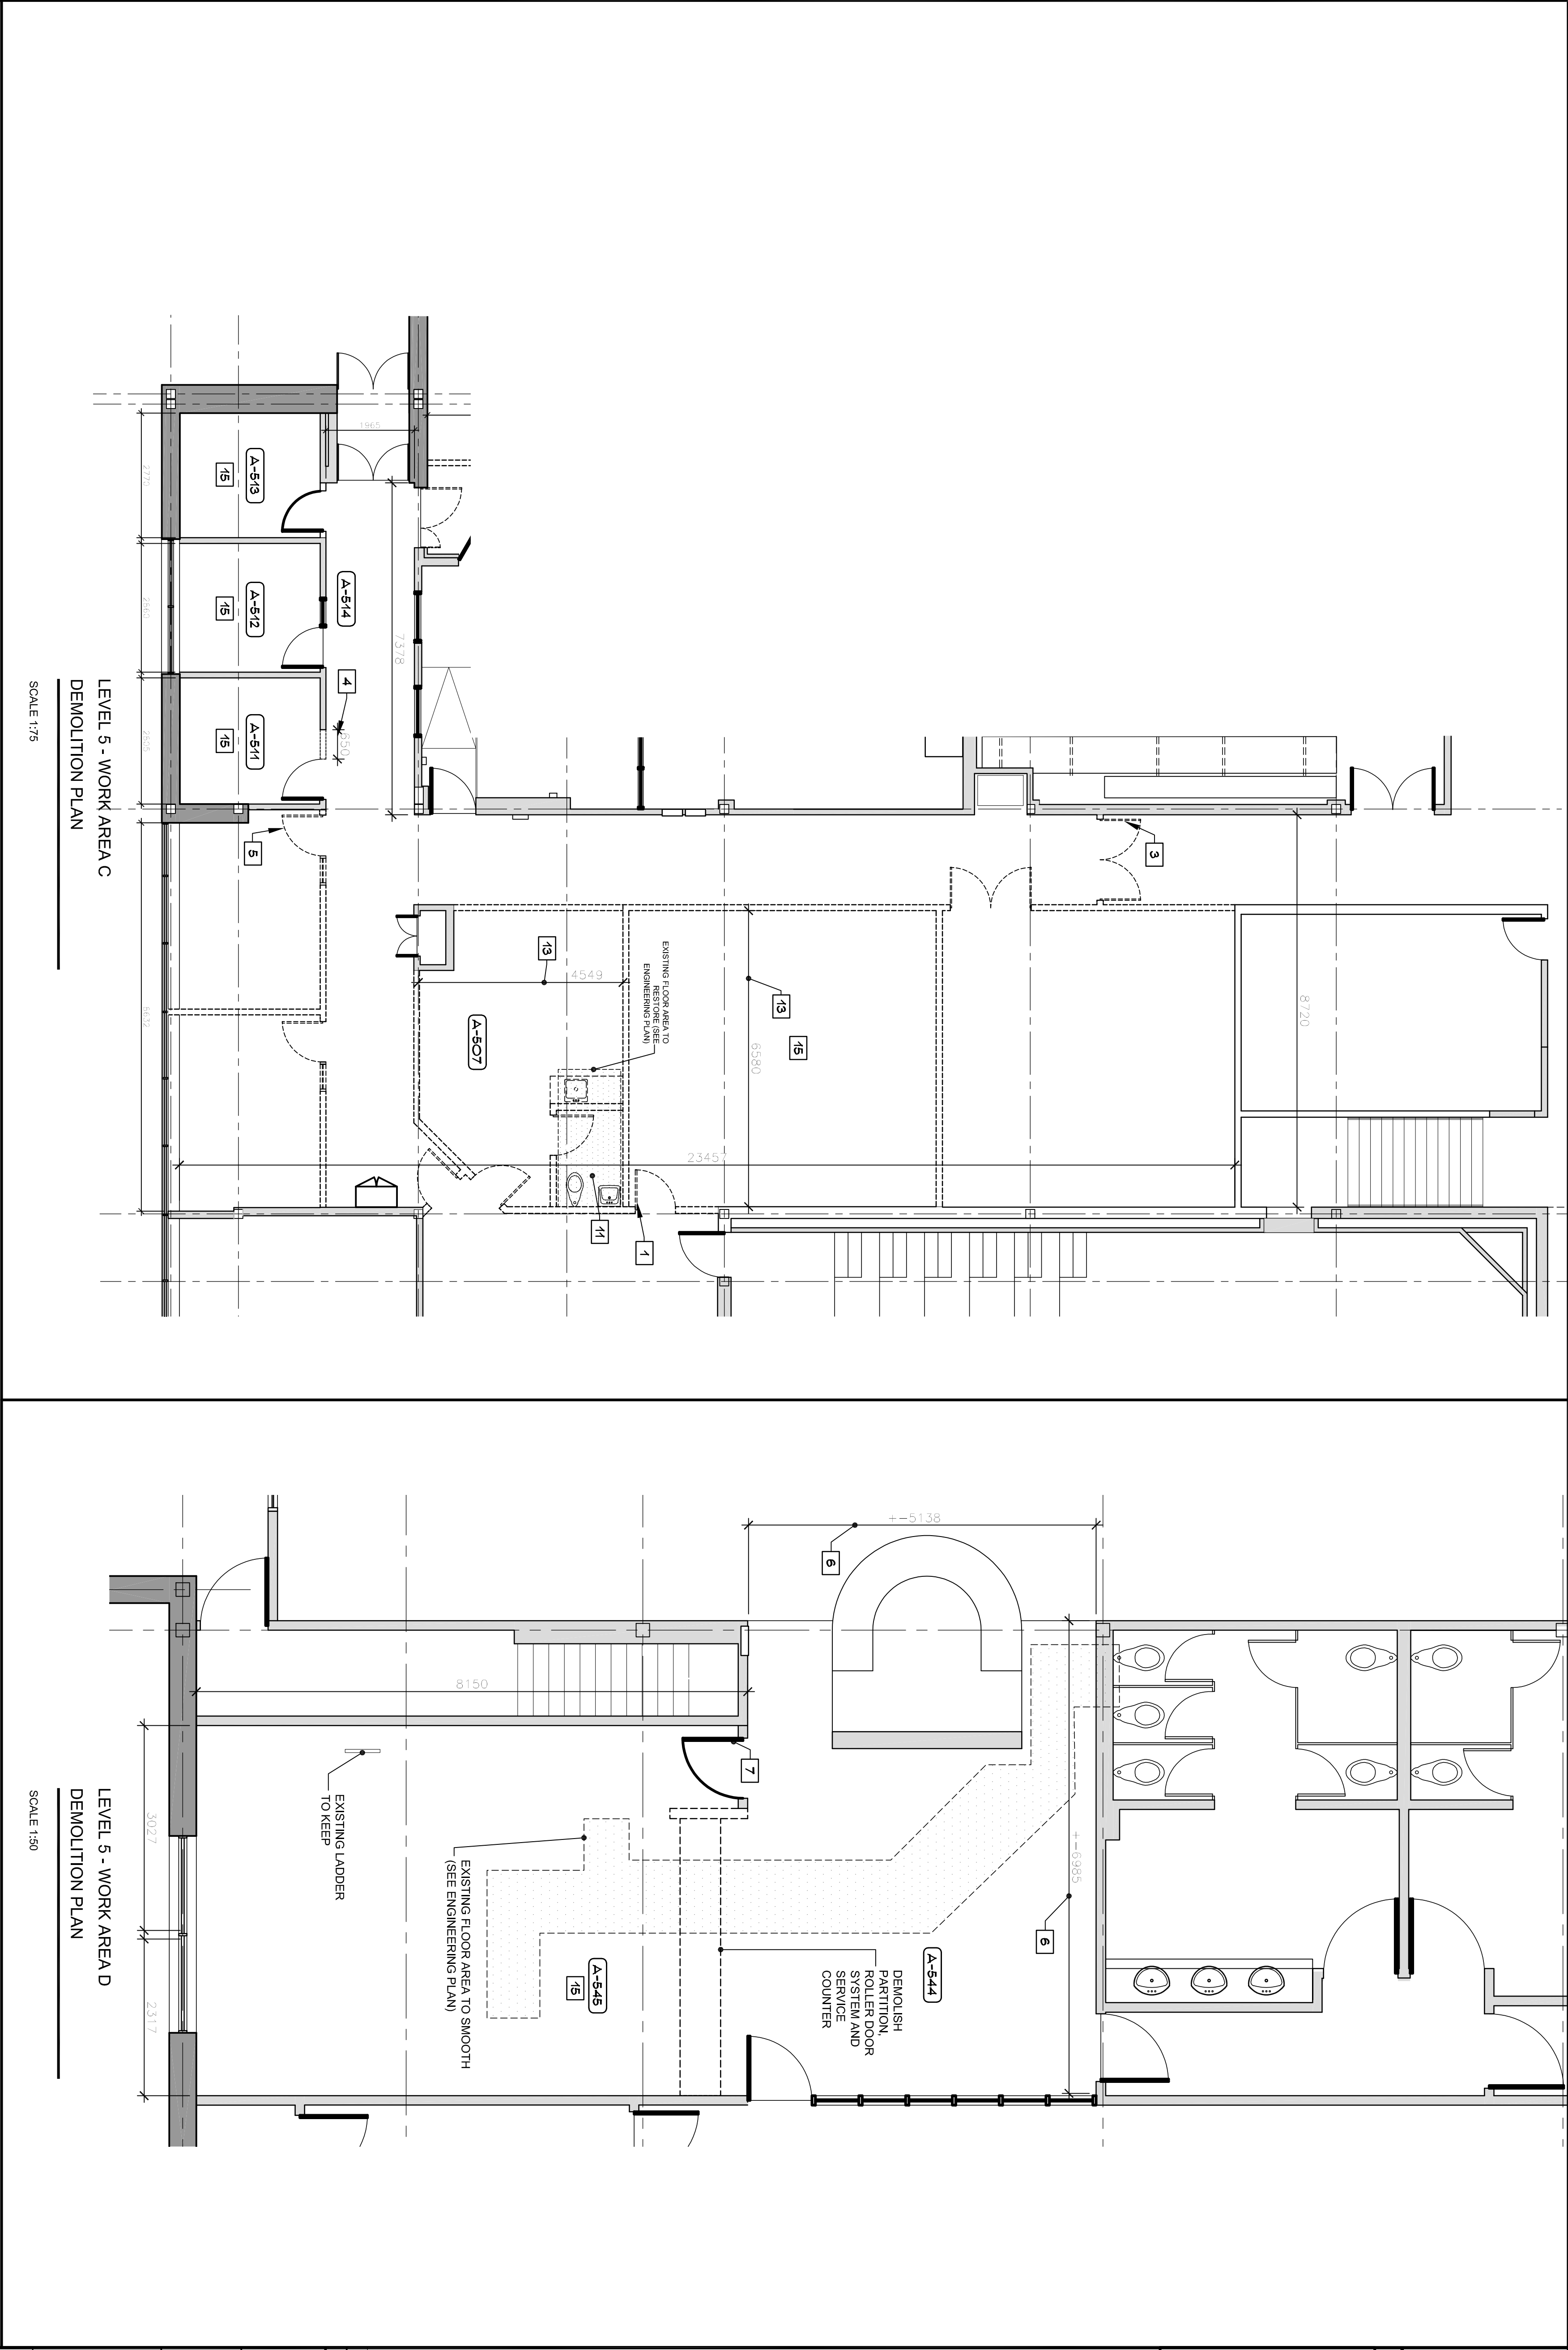 3
8720
13
15
6580
23457
EXISTING FLOOR AREA TO
RESTORE (SEE
ENGINEERING PLAN)
1
11
13
4549
A-507
7378
1965
A-514
4
650
5
A-513
15
A-512
15
A-511
15
2770
2860
2805
8632
LEVEL 5 - WORK AREA C
DEMOLITION PLAN
SCALE 1:75
+-6985
6
+-5138
6
A-544
DEMOLISH
PARTITION,
ROLLER DOOR
SYSTEM AND
SERVICE
COUNTER
7
A-545
15
8150
EXISTING FLOOR AREA TO SMOOTH
(SEE ENGINEERING PLAN)
EXISTING LADDER
TO KEEP
3027
2317
LEVEL 5 - WORK AREA D
DEMOLITION PLAN
SCALE 1:50